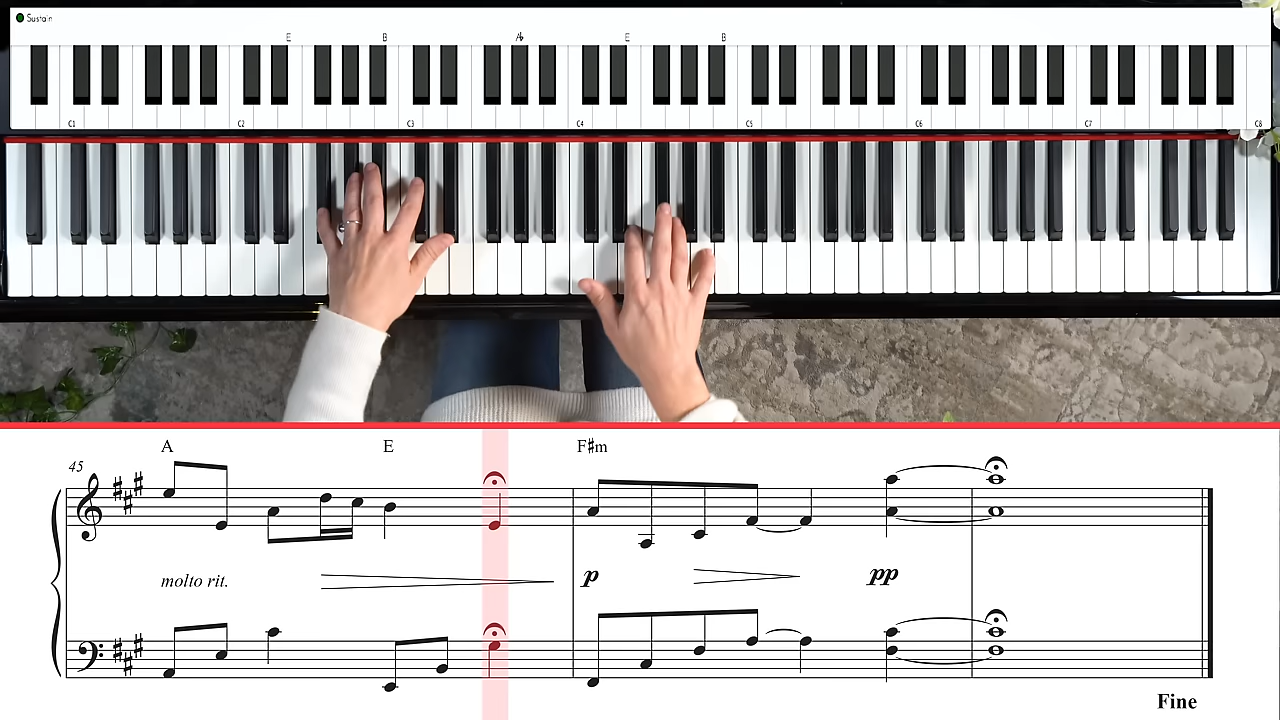 Sustain
E B A♭ E B
C1 C2 C3 C4 C5 C6 C7 C8
A E F♯m
45
molto rit. p pp
Fine